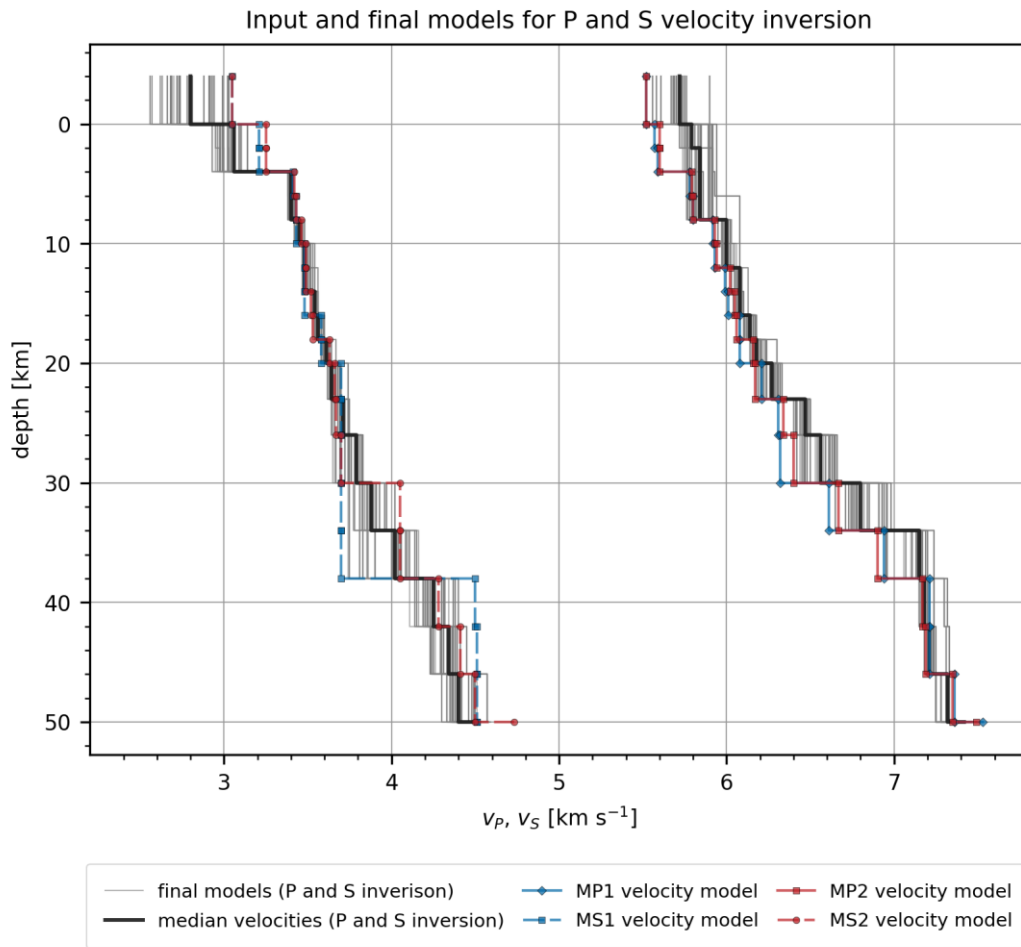 Input and final models for P and S velocity inversion
0
10
20
30
40
50
depth [km]
3 4 5 6 7
v_P, v_S [km s⁻¹]
final models (P and S inverison)
median velocities (P and S inversion)
MP1 velocity model
MS1 velocity model
MP2 velocity model
MS2 velocity model